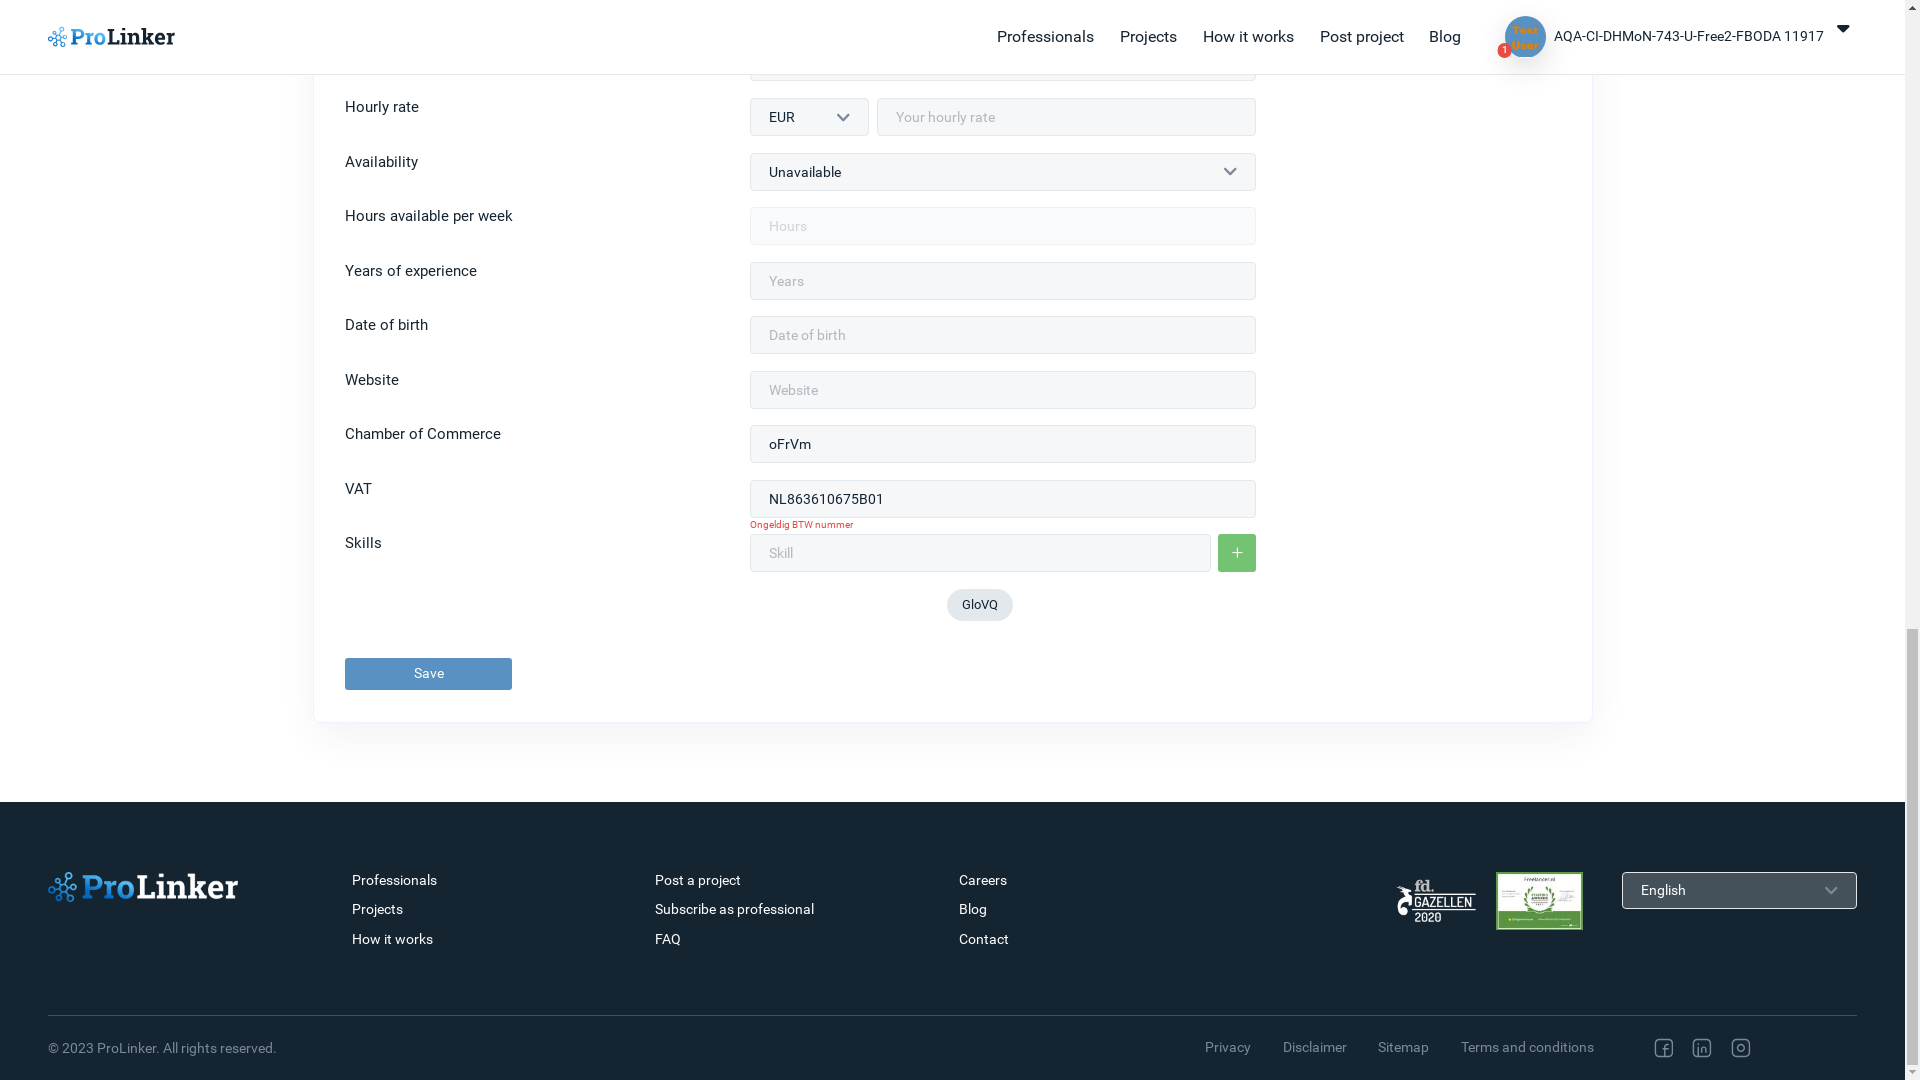 ProLinker
Professionals
Projects
How it works
Post project
Blog
Test
User
1
AQA-CI-DHMoN-743-U-Free2-FBODA 11917
Hourly rate
EUR
Your hourly rate
Availability
Unavailable
Hours available per week
Hours
Years of experience
Years
Date of birth
Date of birth
Website
Website
Chamber of Commerce
oFrVm
VAT
NL863610675B01
Ongeldig BTW nummer
Skills
Skill
+
GloVQ
Save
ProLinker
Professionals
Projects
How it works
Post a project
Subscribe as professional
FAQ
Careers
Blog
Contact
fd.
GAZELLEN
2020
Freelancer.nl
English
© 2023 ProLinker. All rights reserved.
Privacy
Disclaimer
Sitemap
Terms and conditions